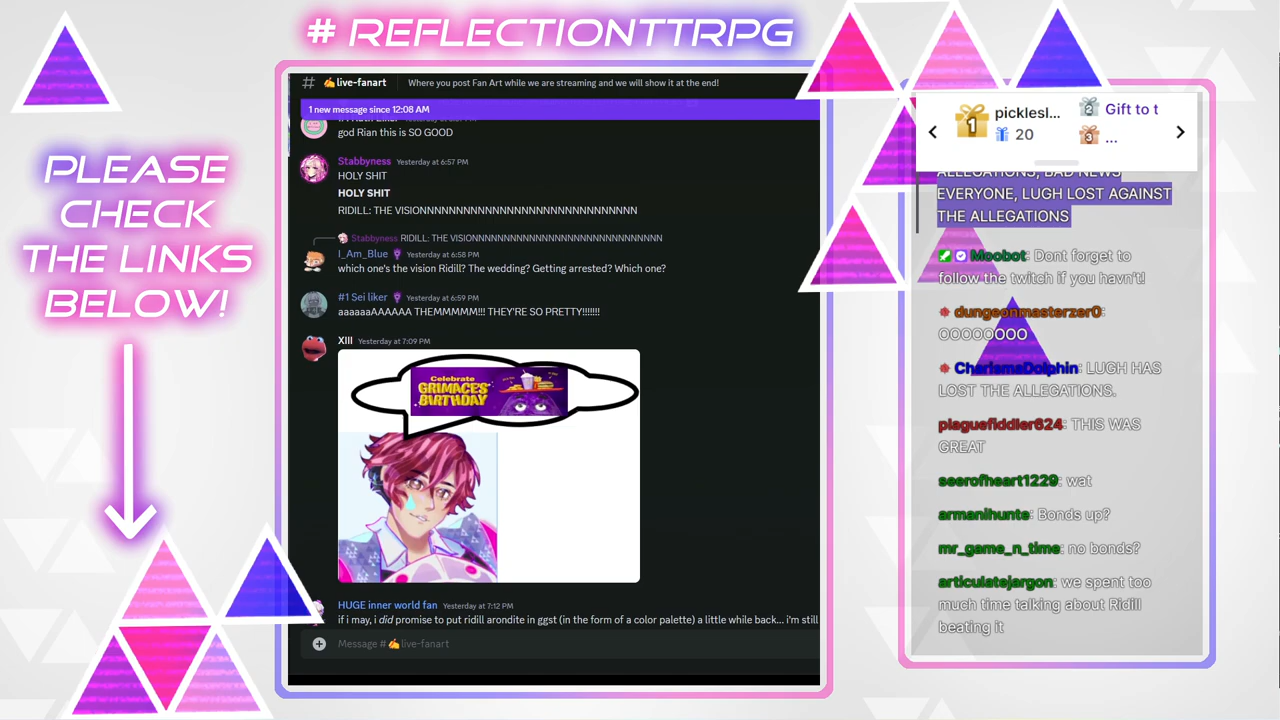 # REFLECTIONTTRPG
PLEASE
CHECK
THE LINKS
BELOW!
# ✍️live-fanart Where you post Fan Art while we are streaming and we will show it at the end!
1 new message since 12:08 AM
god Rian this is SO GOOD
Stabbyness Yesterday at 6:57 PM
HOLY SHIT
HOLY SHIT
RIDILL: THE VISIONNNNNNNNNNNNNNNNNNNNNNNNNNNNN
Stabbyness RIDILL: THE VISIONNNNNNNNNNNNNNNNNNNNNNNNNNNNN
I_Am_Blue Yesterday at 6:58 PM
which one's the vision Ridill? The wedding? Getting arrested? Which one?
#1 Sei liker Yesterday at 6:59 PM
aaaaaaAAAAAA THEMMMMM!!! THEY'RE SO PRETTY!!!!!!!
XIII Yesterday at 7:09 PM
Celebrate
GRIMACES'
BIRTHDAY
HUGE inner world fan Yesterday at 7:12 PM
if i may, i did promise to put ridill arondite in ggst (in the form of a color palette) a little while back... i'm still
Message #✍️live-fanart
1 picklesl... 20
2 Gift to t
3 ...
ALLEGATIONS, BAD NEWS
EVERYONE, LUGH LOST AGAINST
THE ALLEGATIONS
Moobot: Dont forget to
follow the twitch if you havn't!
dungeonmasterzer0:
OOOOOOOO
CharismaDolphin: LUGH HAS
LOST THE ALLEGATIONS.
plaguefiddler624: THIS WAS
GREAT
seerofheart1229: wat
armanihunte: Bonds up?
mr_game_n_time: no bonds?
articulatejargon: we spent too
much time talking about Ridill
beating it